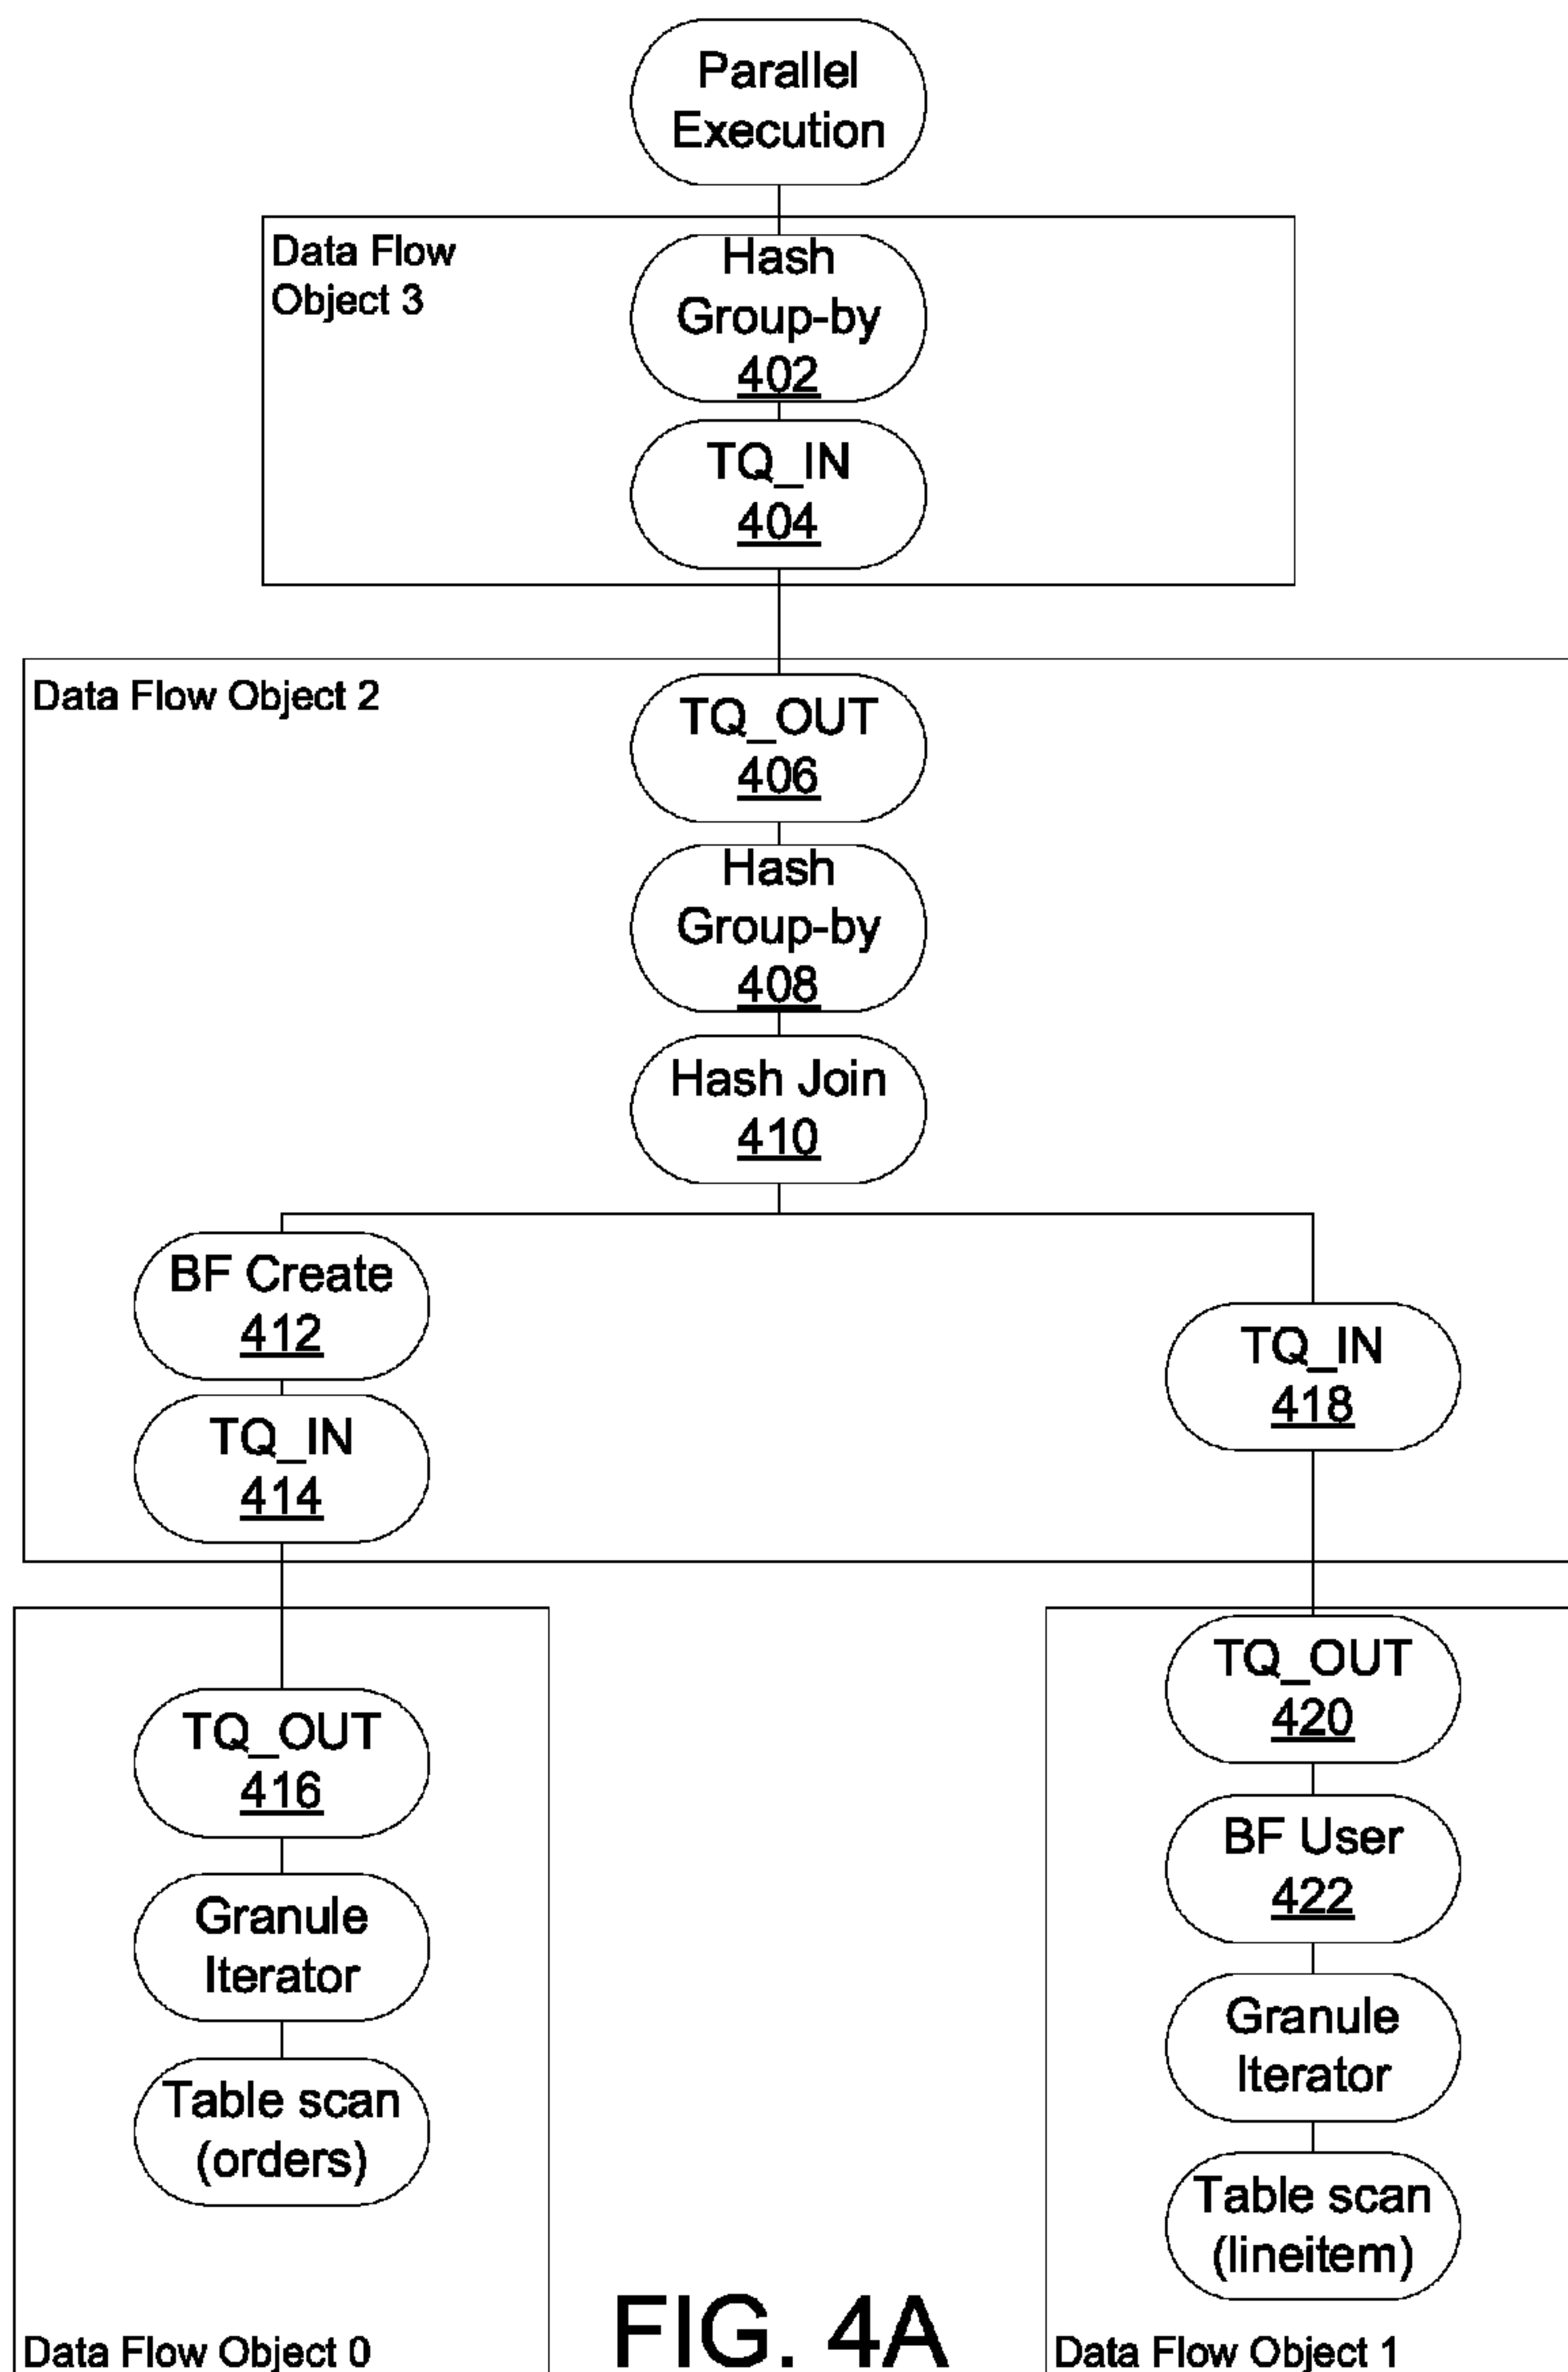 Parallel
Execution
Data Flow
Object 3
Hash
Group-by
402
TQ_IN
404
Data Flow Object 2
TQ_OUT
406
Hash
Group-by
408
Hash Join
410
BF Create
412
TQ_IN
414
TQ_IN
418
TQ_OUT
416
Granule
Iterator
Table scan
(orders)
Data Flow Object 0
TQ_OUT
420
BF User
422
Granule
Iterator
Table scan
(lineitem)
Data Flow Object 1
FIG. 4A